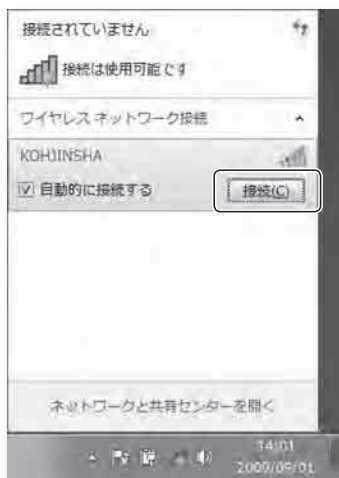 接続されていません
接続は使用可能です
ワイヤレス ネットワーク接続
KOHJINSHA
自動的に接続する
接続(C)
ネットワークと共有センターを開く
14:01
2009/09/01